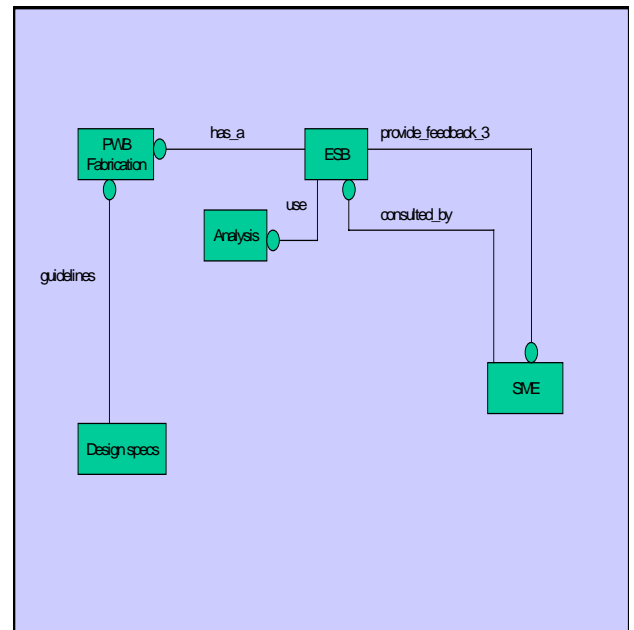 has_a
provide_feedback_3
PWB
Fabrication
ESB
use
consulted_by
Analysis
guidelines
SME
Design specs